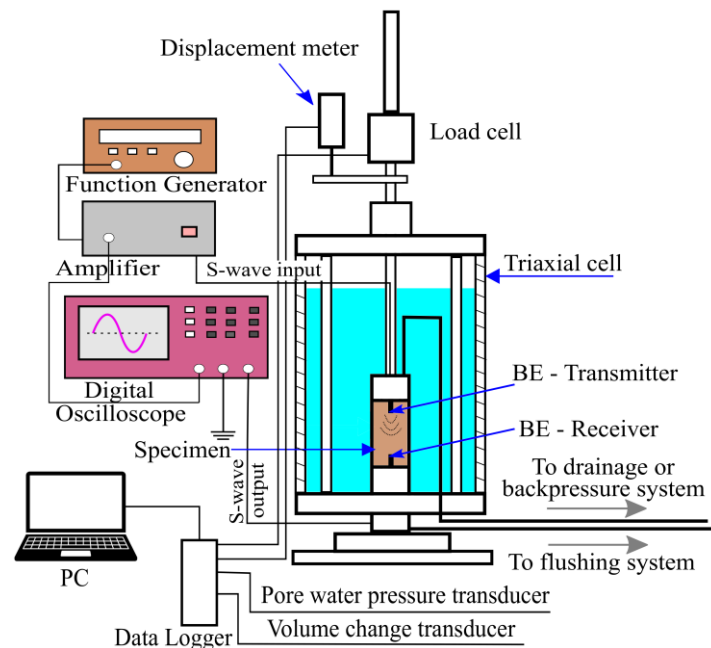 Displacement meter
Load cell
Function Generator
Amplifier
S-wave input
Triaxial cell
Digital
Oscilloscope
BE - Transmitter
BE - Receiver
Specimen
S-wave
output
To drainage or
backpressure system
To flushing system
PC
Data Logger
Pore water pressure transducer
Volume change transducer